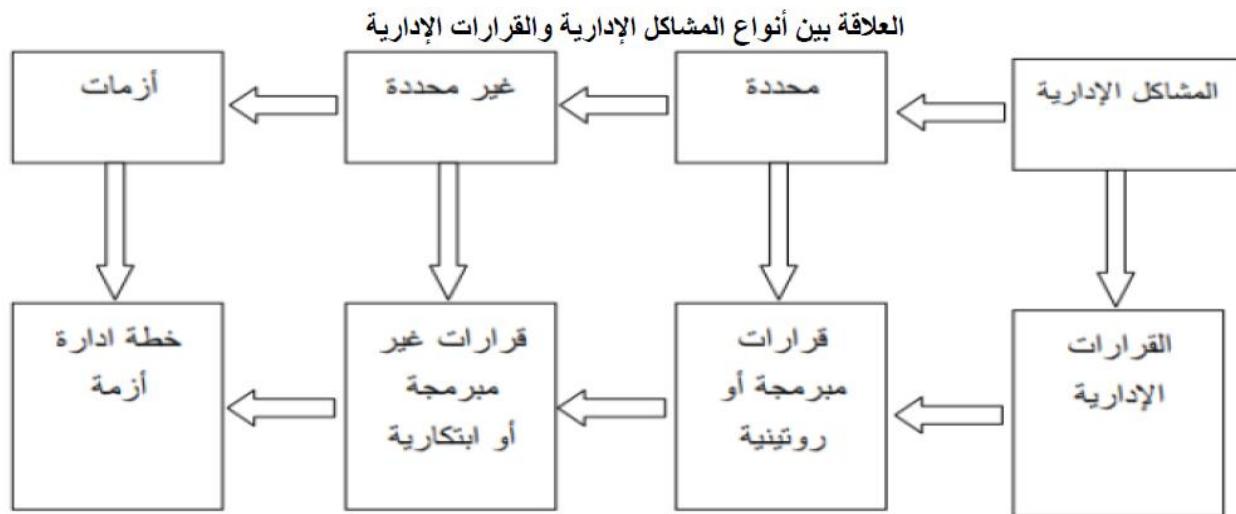 العلاقة بين أنواع المشاكل الإدارية والقرارات الإدارية
المشاكل الإدارية
محددة
غير محددة
أزمات
القرارات
الإدارية
قرارات
مبرمجة أو
روتينية
قرارات غير
مبرمجة
أو ابتكارية
خطة ادارة
أزمة